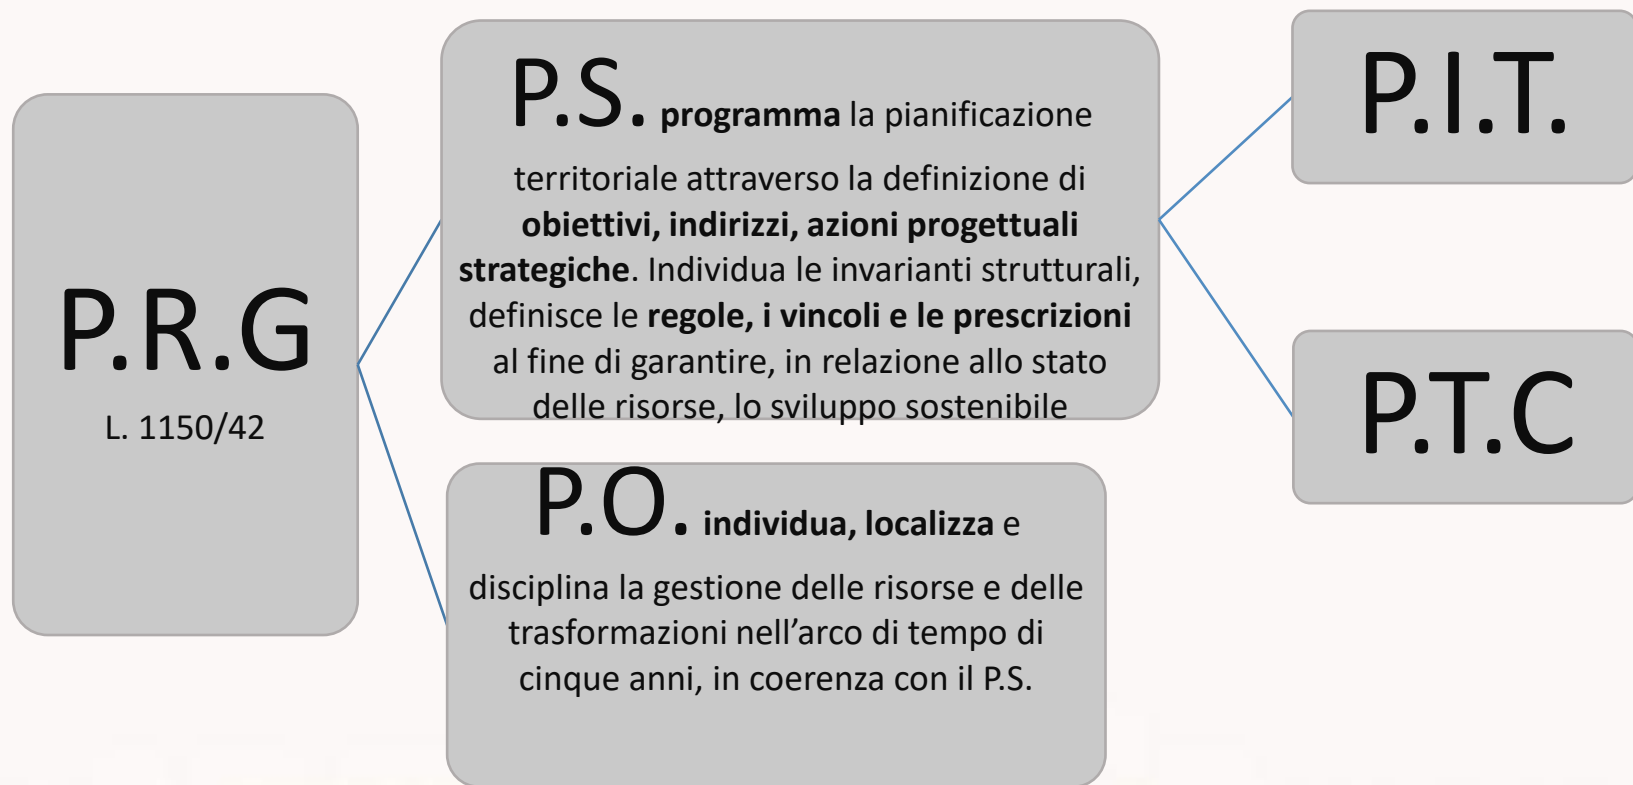 P.R.G
L. 1150/42
P.S. programma la pianificazione
territoriale attraverso la definizione di
obiettivi, indirizzi, azioni progettuali
strategiche. Individua le invarianti strutturali,
definisce le regole, i vincoli e le prescrizioni
al fine di garantire, in relazione allo stato
delle risorse, lo sviluppo sostenibile
P.O. individua, localizza e
disciplina la gestione delle risorse e delle
trasformazioni nell’arco di tempo di
cinque anni, in coerenza con il P.S.
P.I.T.
P.T.C